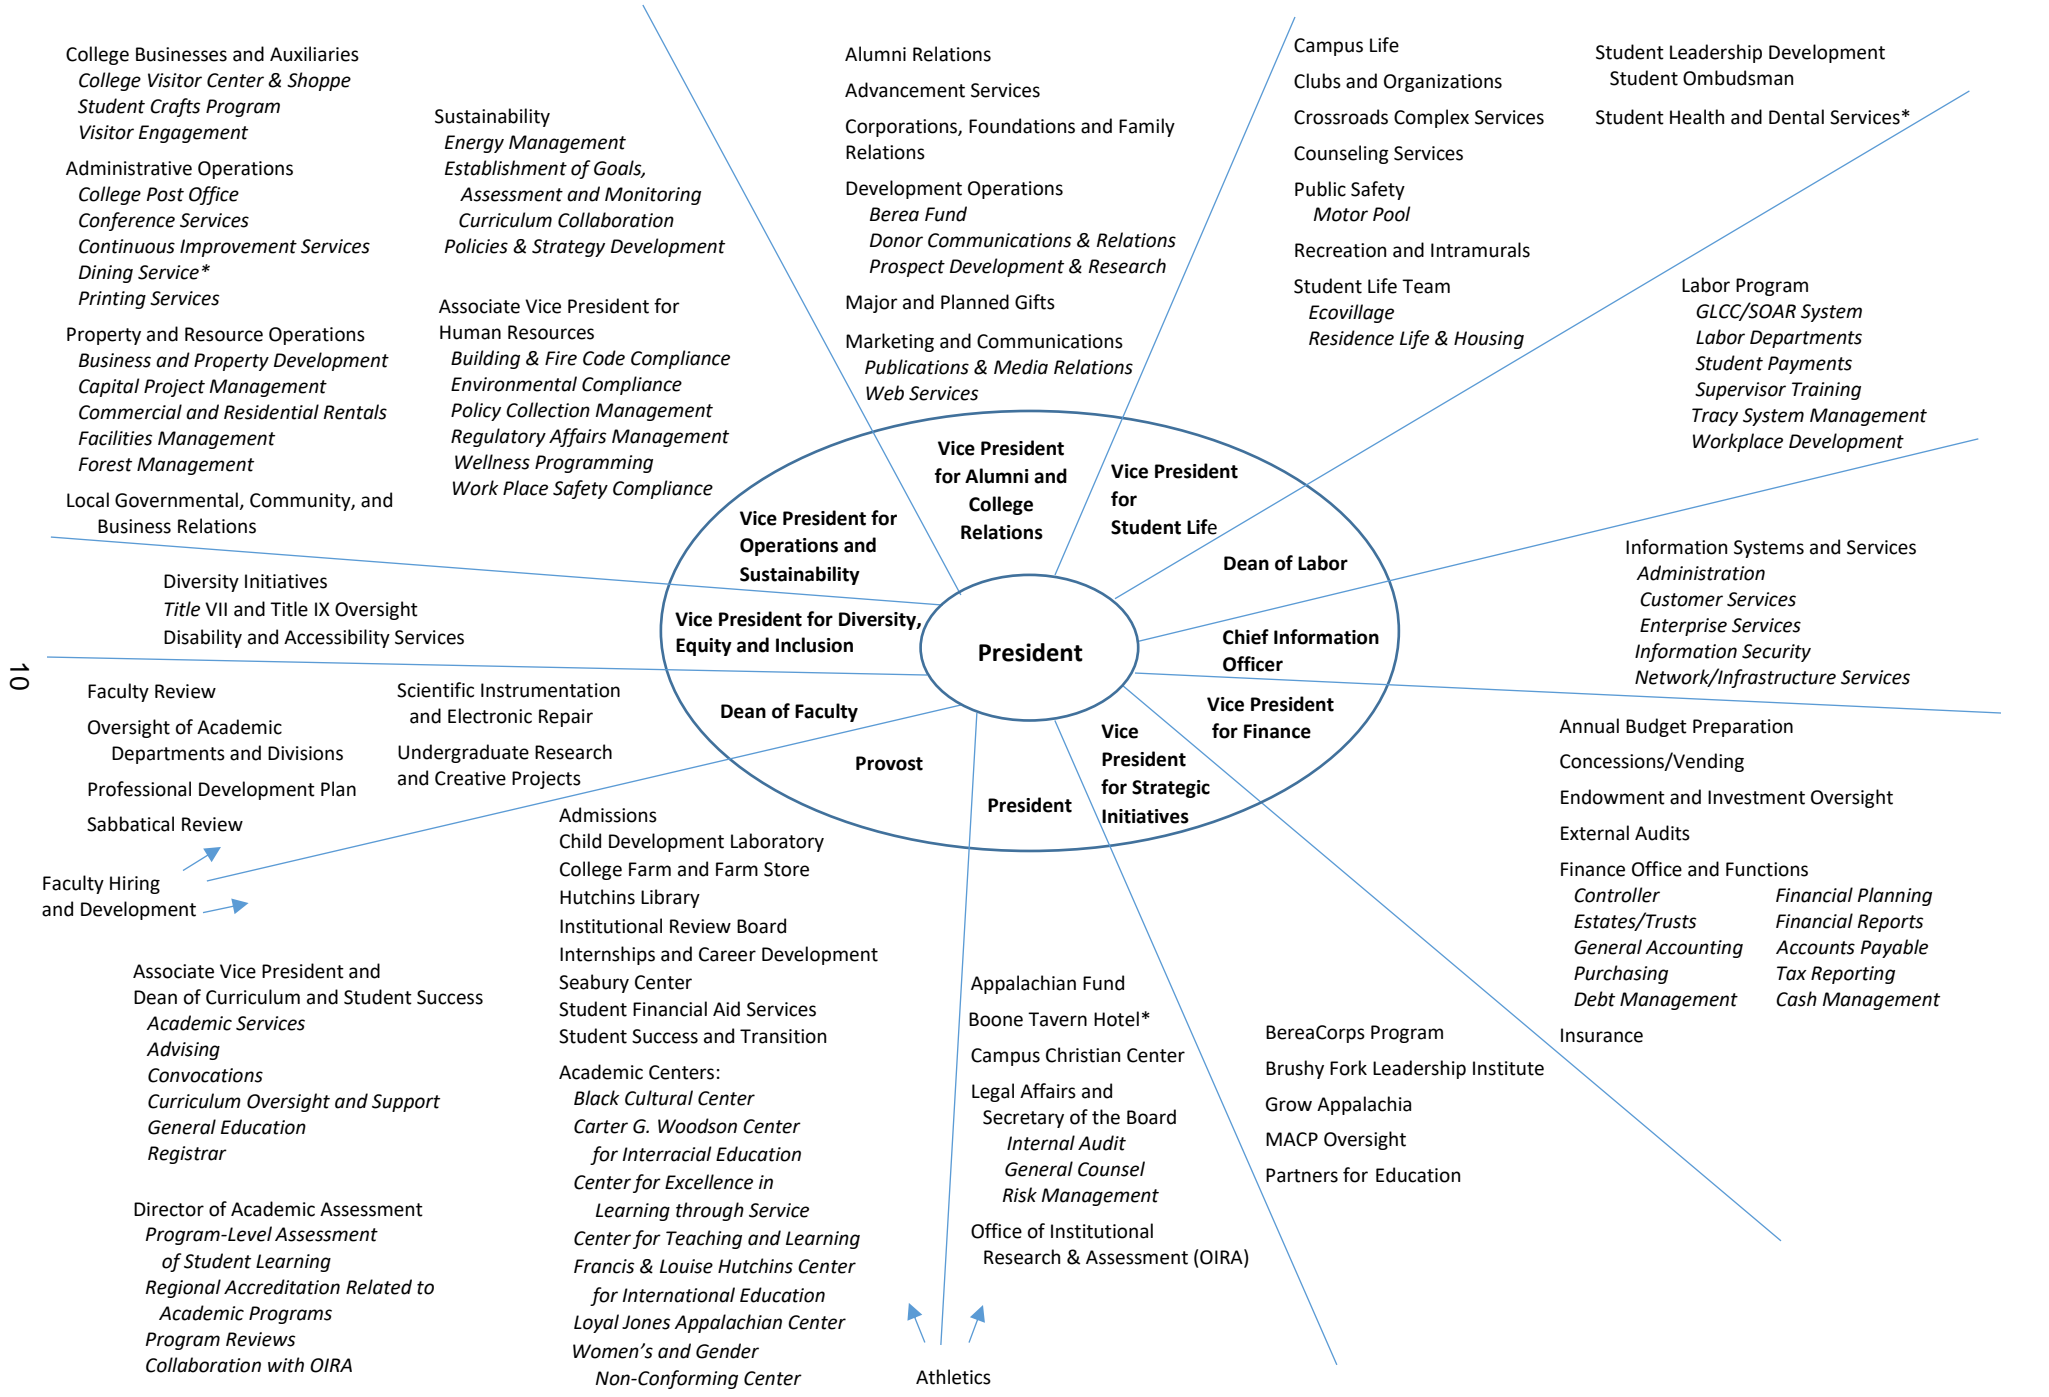 College Businesses and Auxiliaries
College Visitor Center & Shoppe
Student Crafts Program
Visitor Engagement
Administrative Operations
College Post Office
Conference Services
Continuous Improvement Services
Dining Service*
Printing Services
Property and Resource Operations
Business and Property Development
Capital Project Management
Commercial and Residential Rentals
Facilities Management
Forest Management
Local Governmental, Community, and
Business Relations
Sustainability
Energy Management
Establishment of Goals,
Assessment and Monitoring
Curriculum Collaboration
Policies & Strategy Development
Associate Vice President for
Human Resources
Building & Fire Code Compliance
Environmental Compliance
Policy Collection Management
Regulatory Affairs Management
Wellness Programming
Work Place Safety Compliance
Alumni Relations
Advancement Services
Corporations, Foundations and Family
Relations
Development Operations
Berea Fund
Donor Communications & Relations
Prospect Development & Research
Major and Planned Gifts
Marketing and Communications
Publications & Media Relations
Web Services
Campus Life
Clubs and Organizations
Crossroads Complex Services
Counseling Services
Public Safety
Motor Pool
Recreation and Intramurals
Student Life Team
Ecovillage
Residence Life & Housing
Student Leadership Development
Student Ombudsman
Student Health and Dental Services*
Labor Program
GLCC/SOAR System
Labor Departments
Student Payments
Supervisor Training
Tracy System Management
Workplace Development
Vice President for
Operations and
Sustainability
Vice President
for Alumni and
College
Relations
Vice President
for
Student Life
Dean of Labor
Vice President for Diversity,
Equity and Inclusion
President
Chief Information
Officer
Dean of Faculty
Provost
President
Vice
President
for Strategic
Initiatives
Vice President
for Finance
Diversity Initiatives
Title VII and Title IX Oversight
Disability and Accessibility Services
Information Systems and Services
Administration
Customer Services
Enterprise Services
Information Security
Network/Infrastructure Services
10
Faculty Review
Oversight of Academic
Departments and Divisions
Professional Development Plan
Sabbatical Review
Scientific Instrumentation
and Electronic Repair
Undergraduate Research
and Creative Projects
Faculty Hiring
and Development
Associate Vice President and
Dean of Curriculum and Student Success
Academic Services
Advising
Convocations
Curriculum Oversight and Support
General Education
Registrar
Director of Academic Assessment
Program-Level Assessment
of Student Learning
Regional Accreditation Related to
Academic Programs
Program Reviews
Collaboration with OIRA
Admissions
Child Development Laboratory
College Farm and Farm Store
Hutchins Library
Institutional Review Board
Internships and Career Development
Seabury Center
Student Financial Aid Services
Student Success and Transition
Academic Centers:
Black Cultural Center
Carter G. Woodson Center
for Interracial Education
Center for Excellence in
Learning through Service
Center for Teaching and Learning
Francis & Louise Hutchins Center
for International Education
Loyal Jones Appalachian Center
Women's and Gender
Non-Conforming Center
Athletics
Appalachian Fund
Boone Tavern Hotel*
Campus Christian Center
Legal Affairs and
Secretary of the Board
Internal Audit
General Counsel
Risk Management
Office of Institutional
Research & Assessment (OIRA)
BereaCorps Program
Brushy Fork Leadership Institute
Grow Appalachia
MACP Oversight
Partners for Education
Annual Budget Preparation
Concessions/Vending
Endowment and Investment Oversight
External Audits
Finance Office and Functions
Controller Financial Planning
Estates/Trusts Financial Reports
General Accounting Accounts Payable
Purchasing Tax Reporting
Debt Management Cash Management
Insurance